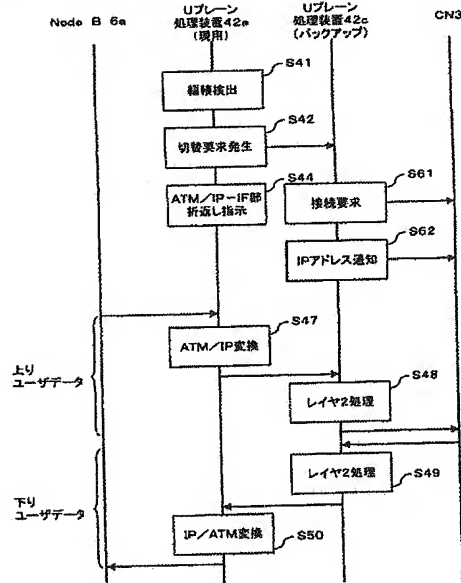 Node B 6a
Uプレーン
処理装置42a
(現用)
Uプレーン
処理装置42c
(バックアップ)
CN3
S41
輻輳検出
S42
切替要求発生
S44
ATM/IP-IF部
折返し指示
S61
接続要求
S62
IPアドレス通知
S47
ATM/IP変換
上り
ユーザデータ
S48
レイヤ2処理
レイヤ2処理
S49
下り
ユーザデータ
IP/ATM変換
S50